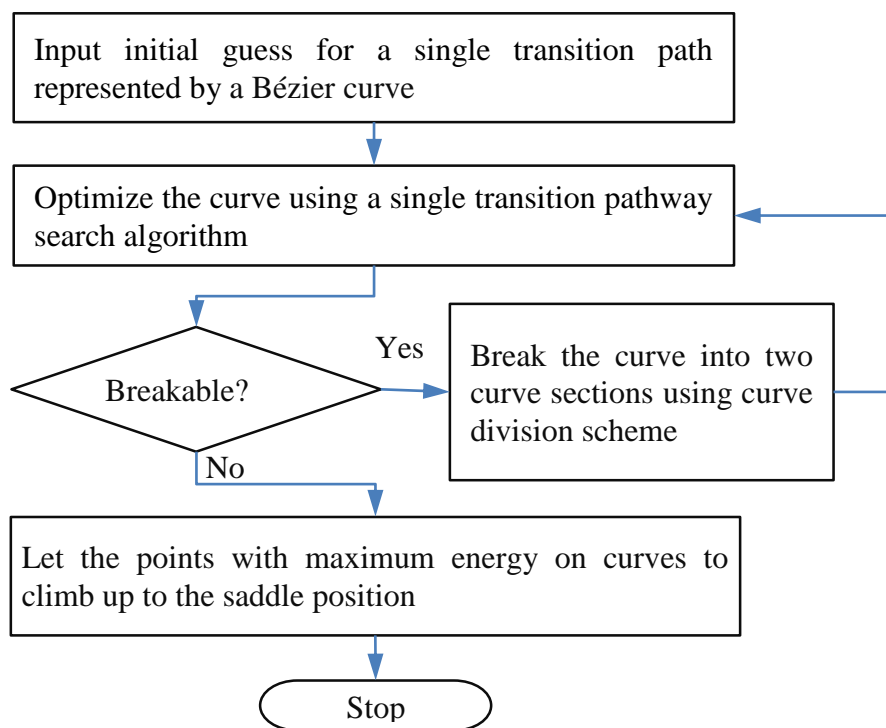 Input initial guess for a single transition path
represented by a Bézier curve
Optimize the curve using a single transition pathway
search algorithm
Breakable?
Yes
Break the curve into two
curve sections using curve
division scheme
No
Let the points with maximum energy on curves to
climb up to the saddle position
Stop